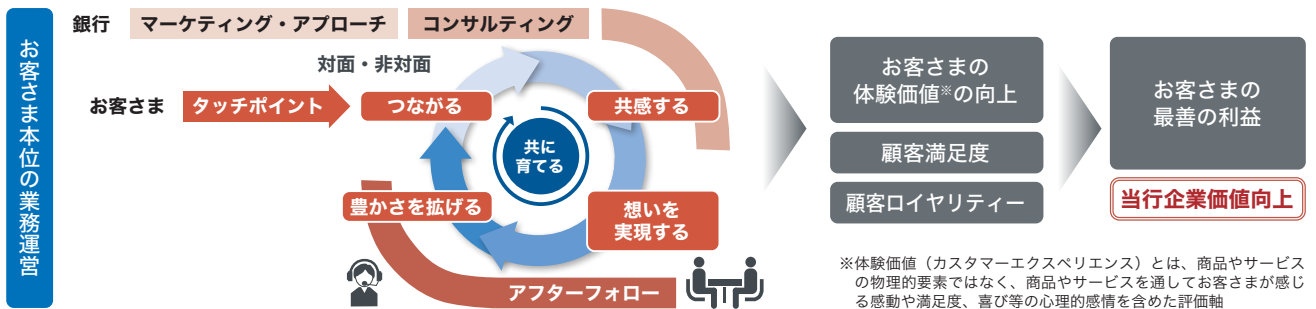 お客さま本位の業務運営
銀行
マーケティング・アプローチ
コンサルティング
対面・非対面
お客さま
タッチポイント
つながる
共感する
共に
育てる
豊かさを拡げる
想いを
実現する
アフターフォロー
お客さまの
体験価値※の向上
顧客満足度
顧客ロイヤリティー
お客さまの
最善の利益
当行企業価値向上
※体験価値（カスタマーエクスペリエンス）とは、商品やサービス
の物理的要素ではなく、商品やサービスを通してお客さまが感じ
る感動や満足度、喜び等の心理的感情を含めた評価軸